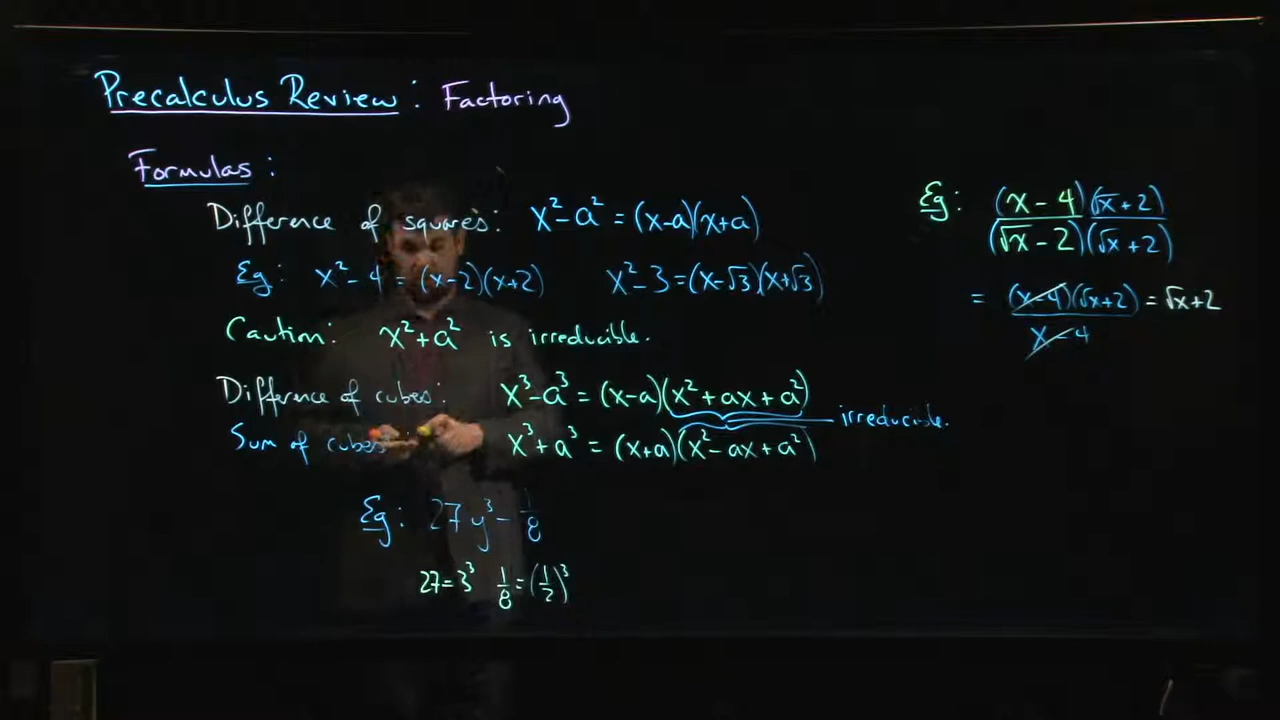 Precalculus Review: Factoring
Formulas:
Difference of squares: x²-a² = (x-a)(x+a)
Eg: x²-4 = (x-2)(x+2) x²-3 = (x-√3)(x+√3)
Caution: x²+a² is irreducible.
Difference of cubes: x³-a³ = (x-a)(x²+ax+a²)
irreducible.
Sum of cubes: x³+a³ = (x+a)(x²-ax+a²)
Eg: 27y³ - 1/8
27=3³ 1/8=(1/2)³
Eg: (x-4)(√x+2)
(√x-2)(√x+2)
= (x-4)(√x+2) = √x+2
x-4